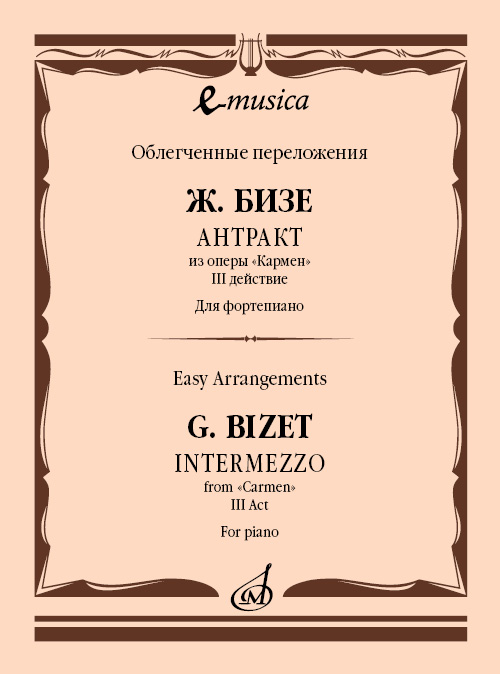 e-musica
Облегченные переложения
Ж. БИЗЕ
АНТРАКТ
из оперы «Кармен»
III действие
Для фортепиано
Easy Arrangements
G. BIZET
INTERMEZZO
from «Carmen»
III Act
For piano
М